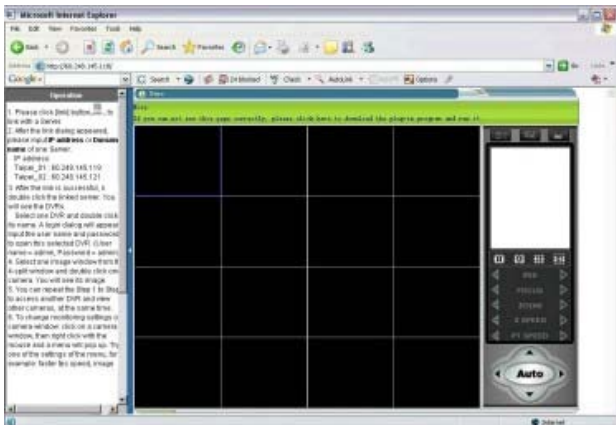 Microsoft Internet Explorer
File Edit View Favorites Tools Help
Back Search Favorites
Google Search Check AutoLink Options
Operation
1. Please click [link] button, to
link with a Server.
2. After the link dialog appeared,
please input IP address or Domain
name of one Server.
IP address:
Taipei_01 : 60.249.145.119
Taipei_02 : 60.249.145.121
3. After the link is successful,
double click the linked server. You
will see the DVRs.
Select one DVR and double click
its name. A login dialog will appear.
Input the user name and password
to open this selected DVR. (User
name = admin, Password = admin)
4. Select one image window from
4-split window and double click one
camera. You will see its image.
5. You can repeat the Step 1 to Step
to access another DVR and view
other cameras, at the same time.
6. To change monitoring settings of
camera-window: click on a camera
window, then right click with the
mouse and a menu will pop up. Try
one of the settings of the menu, for
example: faster fps speed, image
If you can not see this page correctly, please click here to download the plug-in program and run it.
IRIS
FOCUS
ZOOM
X SPEED
Auto
Internet